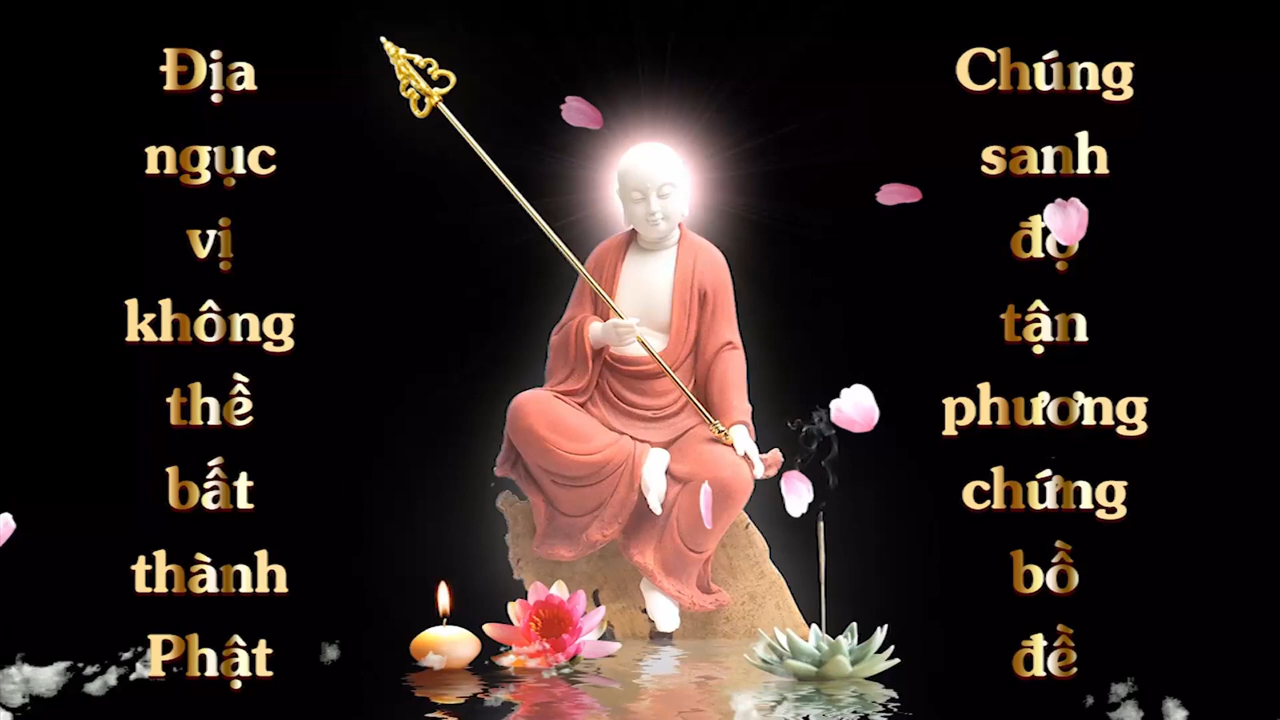 Địa
ngục
vị
không
thề
bất
thành
Phật
Chúng
sanh
độ
tận
phương
chứng
bồ
đề